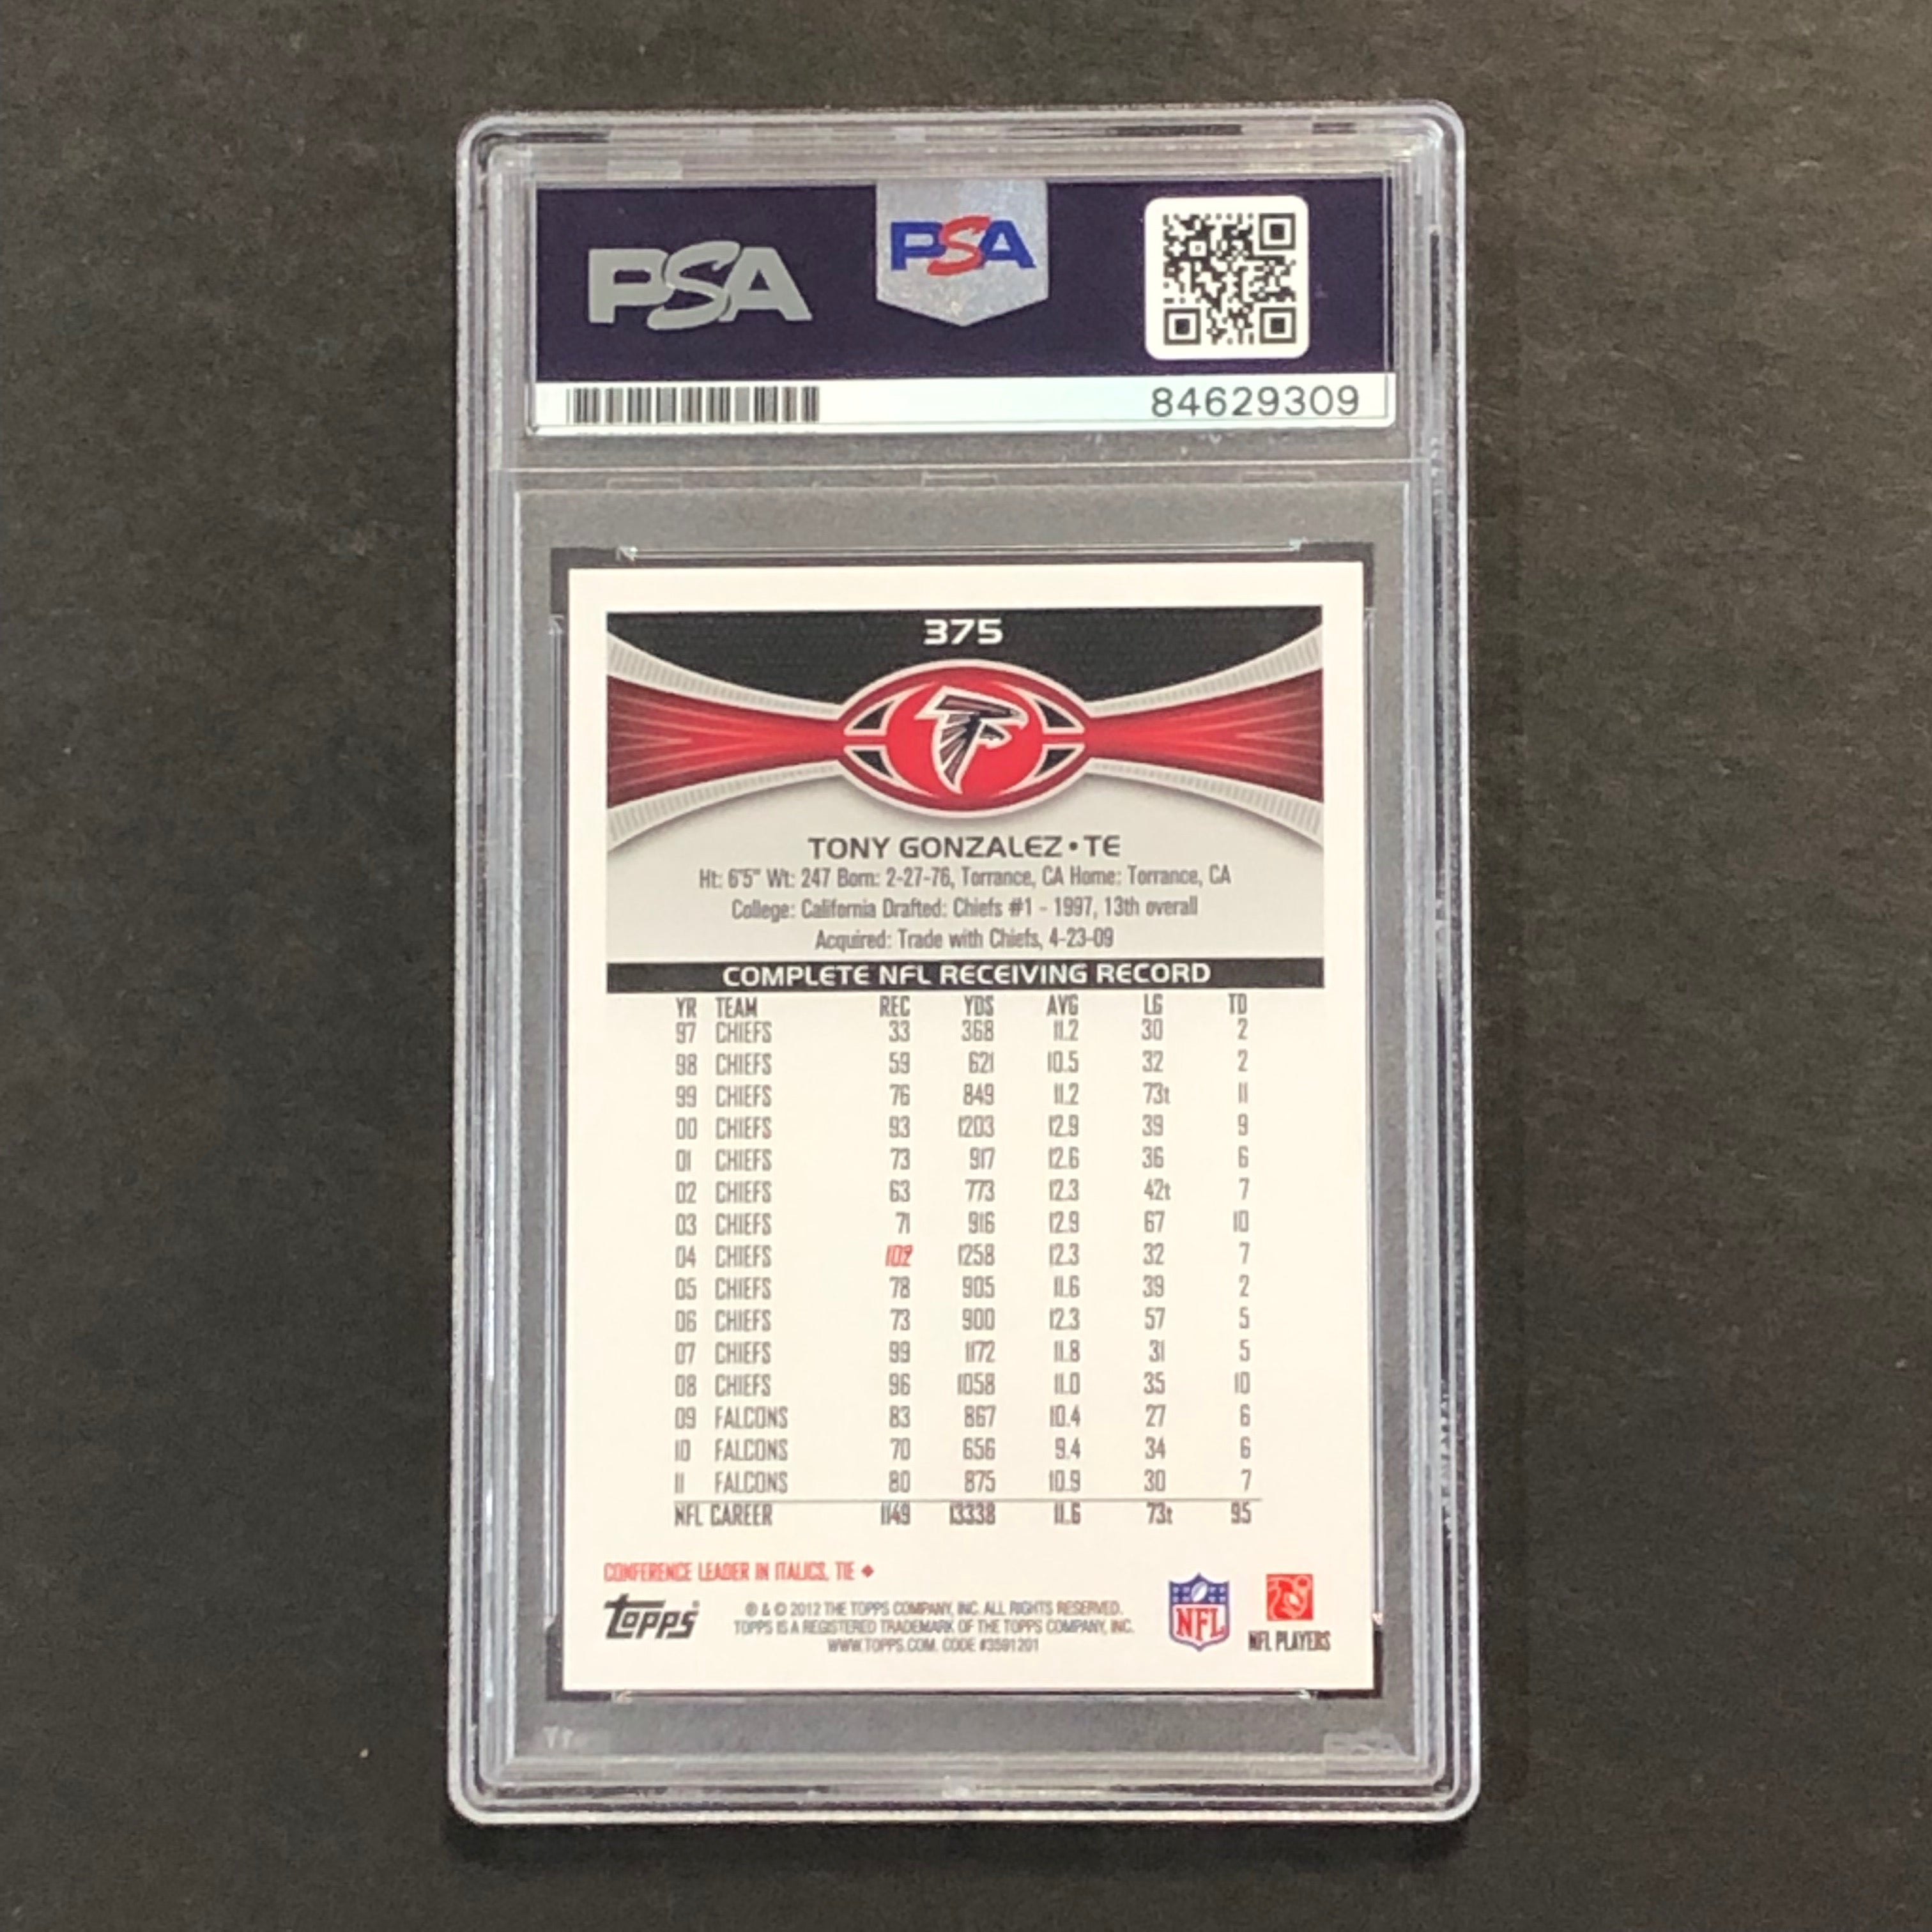 PSA PSA
84629309
375
TONY GONZALEZ • TE
Ht: 6'5" Wt: 247 Born: 2-27-76, Torrance, CA Home: Torrance, CA
College: California Drafted: Chiefs #1 - 1997, 13th overall
Acquired: Trade with Chiefs, 4-23-09
COMPLETE NFL RECEIVING RECORD
YR TEAM REC YDS AVG LG TD
97 CHIEFS 33 368 11.2 30 2
98 CHIEFS 59 621 10.5 32 2
99 CHIEFS 76 849 11.2 73t 11
00 CHIEFS 93 1203 12.9 39 9
01 CHIEFS 73 917 12.6 36 6
02 CHIEFS 63 773 12.3 42t 7
03 CHIEFS 71 916 12.9 67 10
04 CHIEFS 102 1258 12.3 32 7
05 CHIEFS 78 905 11.6 39 2
06 CHIEFS 73 900 12.3 57 5
07 CHIEFS 99 1172 11.8 31 5
08 CHIEFS 96 1058 11.0 35 10
09 FALCONS 83 867 10.4 27 6
10 FALCONS 70 656 9.4 34 6
11 FALCONS 80 875 10.9 30 7
NFL CAREER 1149 13338 11.6 73t 95
CONFERENCE LEADER IN ITALICS, TIE ◆
topps
® & © 2012 THE TOPPS COMPANY, INC. ALL RIGHTS RESERVED.
TOPPS IS A REGISTERED TRADEMARK OF THE TOPPS COMPANY, INC.
WWW.TOPPS.COM. CODE #3591201
NFL
NFL PLAYERS
PSA